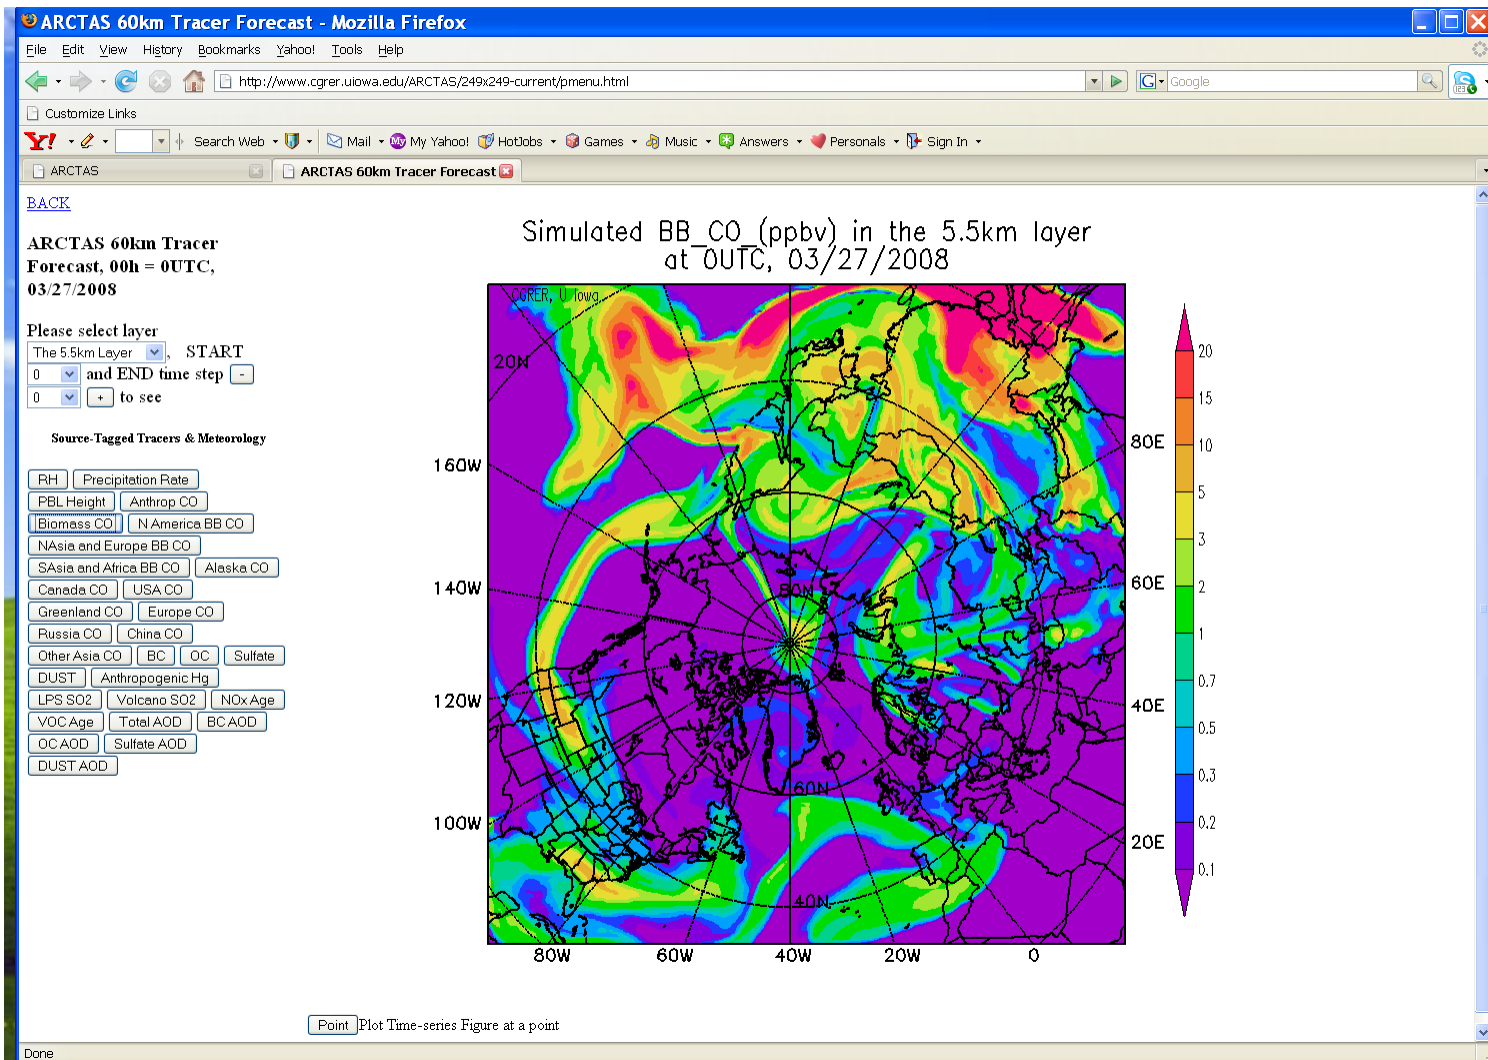 ARCTAS 60km Tracer Forecast - Mozilla Firefox
File Edit View History Bookmarks Yahoo! Tools Help
http://www.cgrer.uiowa.edu/ARCTAS/249x249-current/pmenu.html
G Google
Customize Links
Y! Search Web Mail My Yahoo! HotJobs Games Music Answers Personals Sign In
ARCTAS
ARCTAS 60km Tracer Forecast
BACK
ARCTAS 60km Tracer
Forecast, 00h = 0UTC,
03/27/2008
Please select layer
The 5.5km Layer , START
0 and END time step -
0 + to see
Source-Tagged Tracers & Meteorology
RH Precipitation Rate
PBL Height Anthrop CO
Biomass CO N America BB CO
NAsia and Europe BB CO
SAsia and Africa BB CO Alaska CO
Canada CO USA CO
Greenland CO Europe CO
Russia CO China CO
Other Asia CO BC OC Sulfate
DUST Anthropogenic Hg
LPS SO2 Volcano SO2 NOx Age
VOC Age Total AOD BC AOD
OC AOD Sulfate AOD
DUST AOD
Simulated BB_CO_(ppbv) in the 5.5km layer
at 0UTC, 03/27/2008
CGRER, U Iowa
20N
80N
60N
40N
160W
140W
120W
100W
80W
60W
40W
20W
0
80E
60E
40E
20E
20
15
10
5
3
2
1
0.7
0.5
0.3
0.2
0.1
Point Plot Time-series Figure at a point
Done